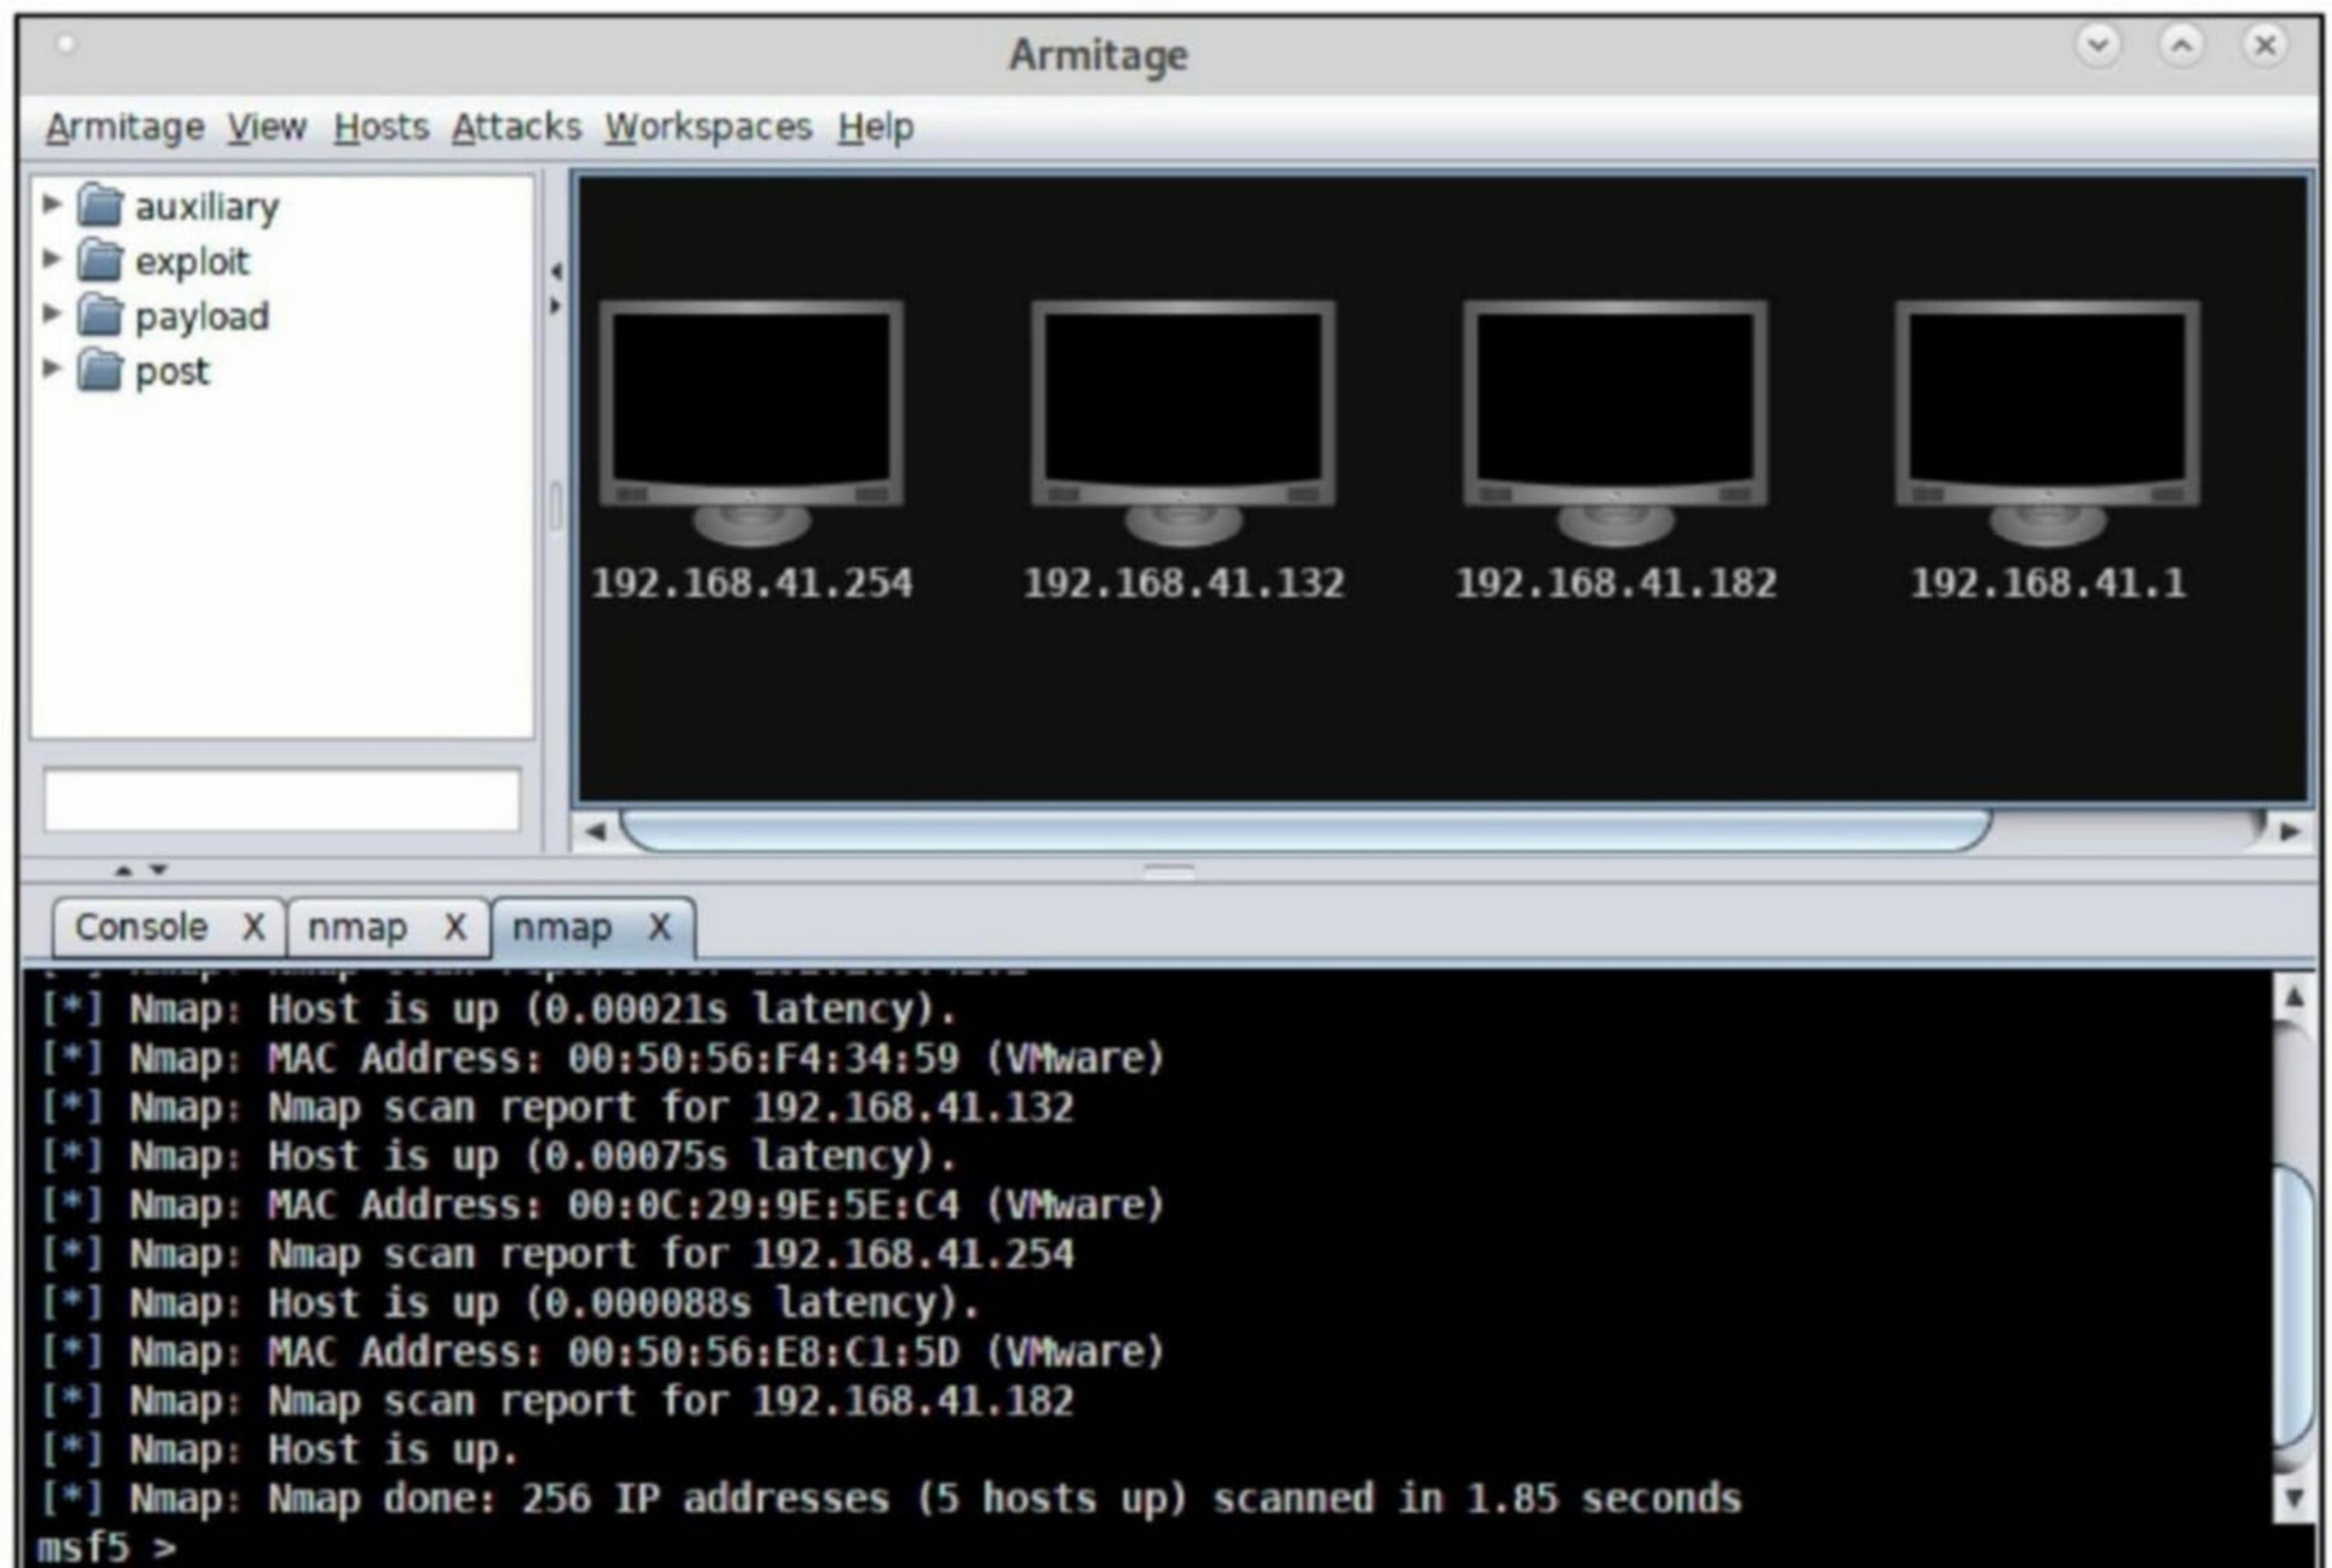 Armitage
Armitage View Hosts Attacks Workspaces Help
auxiliary
exploit
payload
post
192.168.41.254 192.168.41.132 192.168.41.182 192.168.41.1
Console X nmap X nmap X
[*] Nmap: Host is up (0.00021s latency).
[*] Nmap: MAC Address: 00:50:56:F4:34:59 (VMware)
[*] Nmap: Nmap scan report for 192.168.41.132
[*] Nmap: Host is up (0.00075s latency).
[*] Nmap: MAC Address: 00:0C:29:9E:5E:C4 (VMware)
[*] Nmap: Nmap scan report for 192.168.41.254
[*] Nmap: Host is up (0.000088s latency).
[*] Nmap: MAC Address: 00:50:56:E8:C1:5D (VMware)
[*] Nmap: Nmap scan report for 192.168.41.182
[*] Nmap: Host is up.
[*] Nmap: Nmap done: 256 IP addresses (5 hosts up) scanned in 1.85 seconds
msf5 >